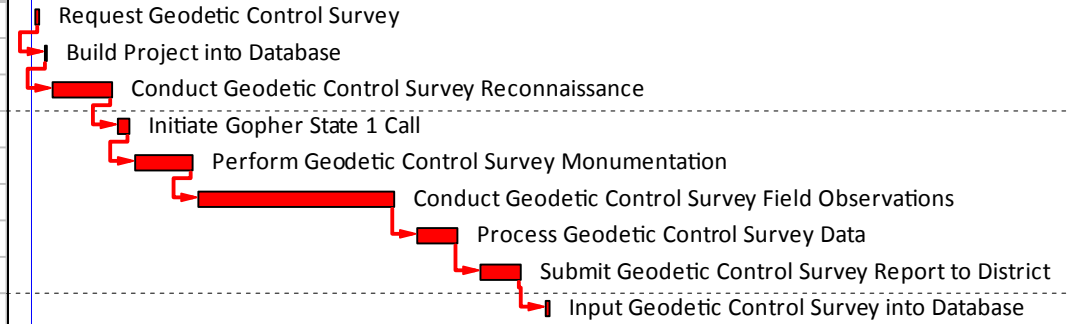 Request Geodetic Control Survey
Build Project into Database
Conduct Geodetic Control Survey Reconnaissance
Initiate Gopher State 1 Call
Perform Geodetic Control Survey Monumentation
Conduct Geodetic Control Survey Field Observations
Process Geodetic Control Survey Data
Submit Geodetic Control Survey Report to District
Input Geodetic Control Survey into Database